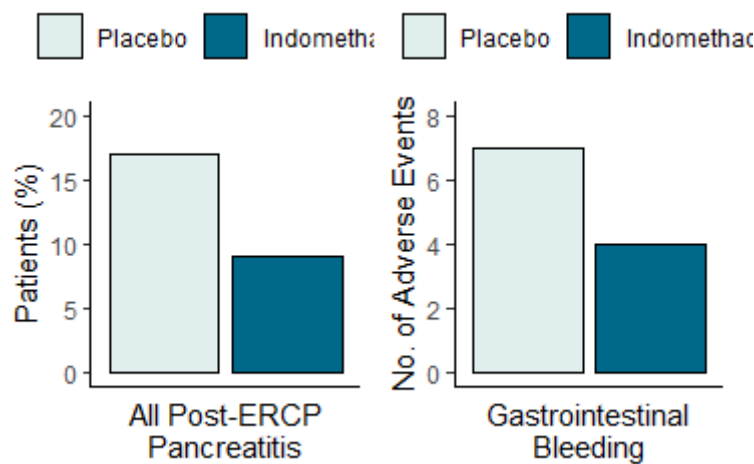 Placebo Indometha Placebo Indomethac
Patients (%)
20
15
10
5
0
All Post-ERCP
Pancreatitis
No. of Adverse Events
8
6
4
2
0
Gastrointestinal
Bleeding